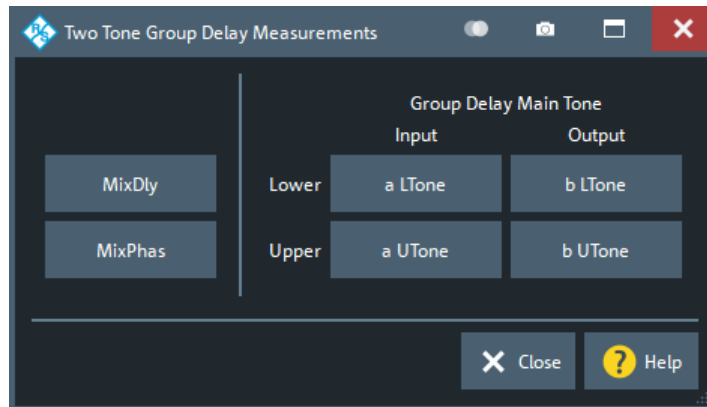 Two Tone Group Delay Measurements
Group Delay Main Tone
Input Output
MixDly Lower a LTone b LTone
MixPhas Upper a UTone b UTone
Close ? Help